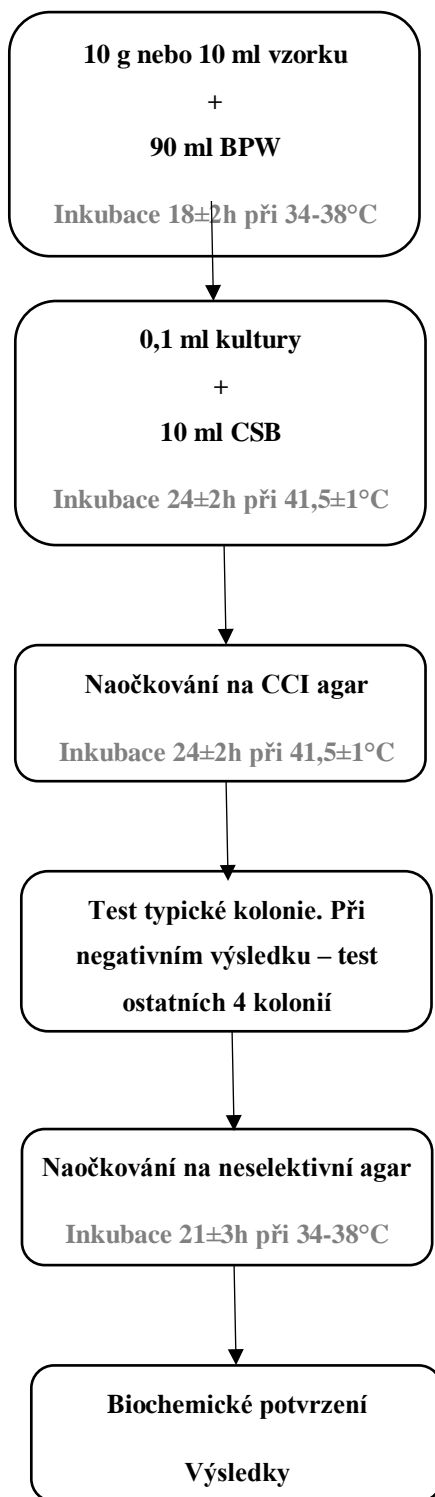 10 g nebo 10 ml vzorku
+
90 ml BPW
Inkubace 18±2h při 34-38°C
0,1 ml kultury
+
10 ml CSB
Inkubace 24±2h při 41,5±1°C
Naočkování na CCI agar
Inkubace 24±2h při 41,5±1°C
Test typické kolonie. Při
negativním výsledku – test
ostatních 4 kolonií
Naočkování na neselektivní agar
Inkubace 21±3h při 34-38°C
Biochemické potvrzení
Výsledky